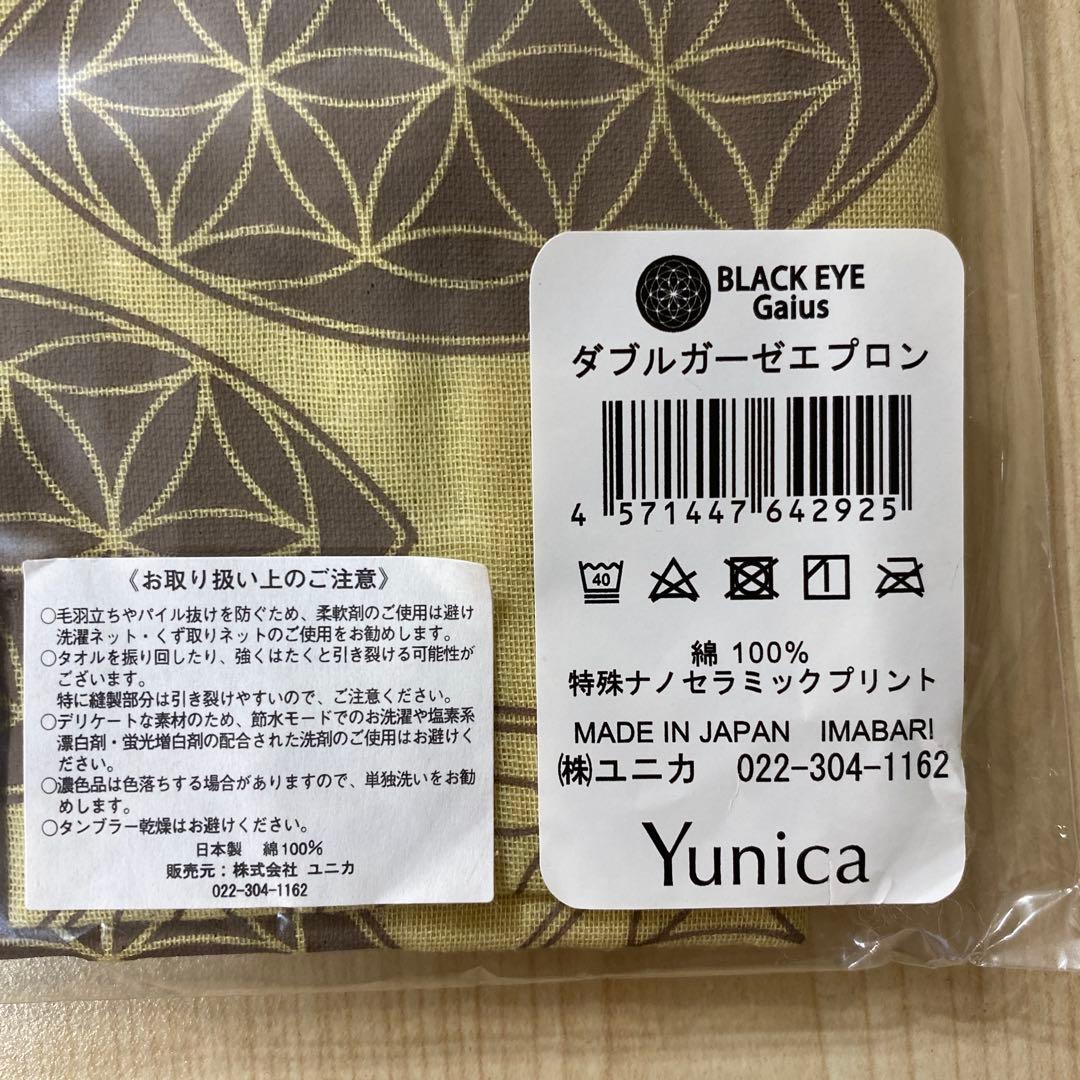 BLACK EYE
Gaius
ダブルガーゼエプロン
4 571447 642925
40
綿 100%
特殊ナノセラミックプリント
MADE IN JAPAN IMABARI
㈱ユニカ 022-304-1162
Yunica
《お取り扱い上のご注意》
○毛羽立ちやパイル抜けを防ぐため、柔軟剤のご使用は避け
洗濯ネット・くず取りネットのご使用をお勧めします。
○タオルを振り回したり、強くはたくと引き裂ける可能性が
ございます。
特に縫製部分は引き裂けやすいので、ご注意ください。
○デリケートな素材のため、節水モードでのお洗濯や塩素系
漂白剤・蛍光増白剤の配合された洗剤のご使用はお避けく
ださい。
○濃色品は色落ちする場合がありますので、単独洗いをお勧
めします。
○タンブラー乾燥はお避けください。
日本製 綿100%
販売元：株式会社 ユニカ
022-304-1162